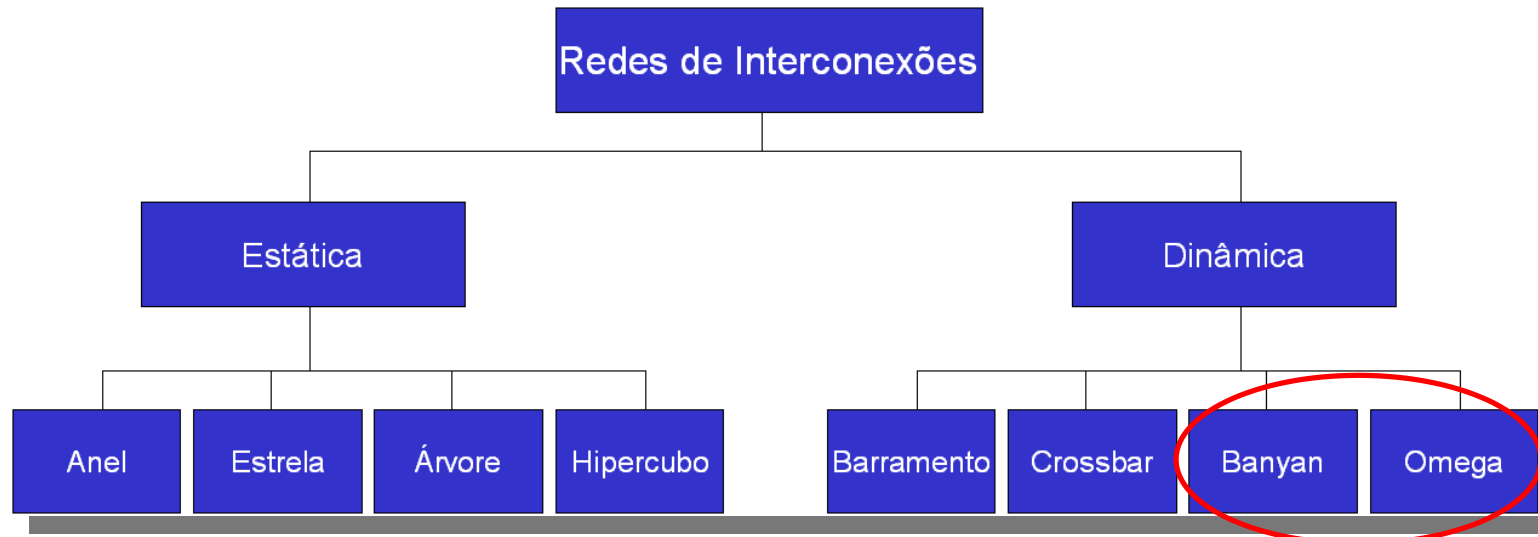 Redes de Interconexões
Estática
Dinâmica
Anel
Estrela
Árvore
Hipercubo
Barramento
Crossbar
Banyan
Omega